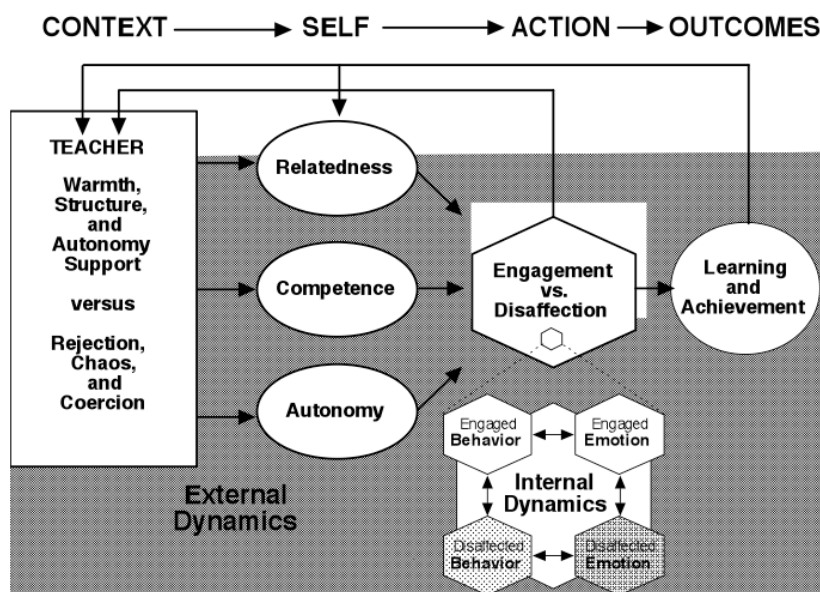 CONTEXT SELF ACTION OUTCOMES
TEACHER
Warmth,
Structure,
and
Autonomy
Support
versus
Rejection,
Chaos,
and
Coercion
Relatedness
Competence
Autonomy
Engagement
vs.
Disaffection
Learning
and
Achievement
External
Dynamics
Engaged
Behavior
Engaged
Emotion
Internal
Dynamics
Disaffected
Behavior
Disaffected
Emotion